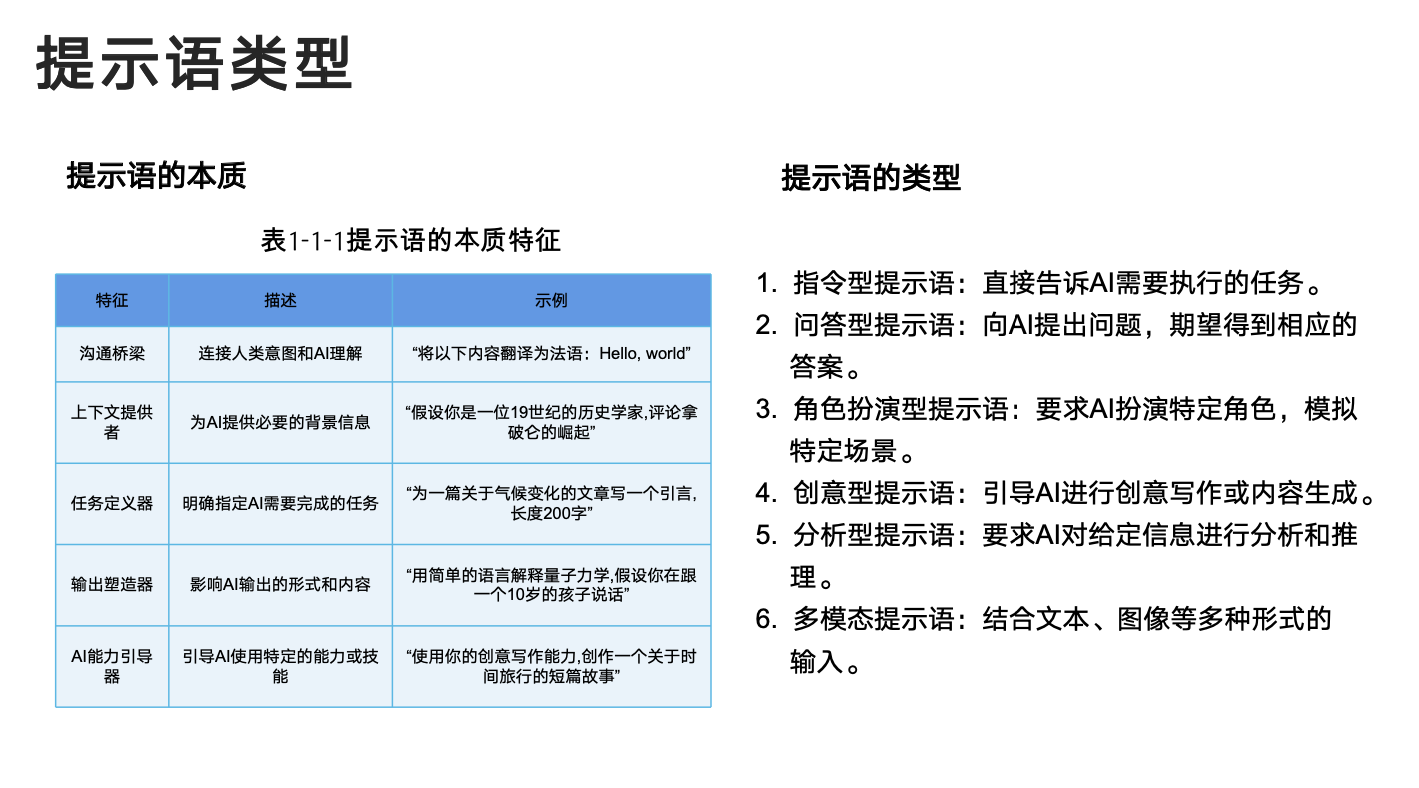 提示语类型
提示语的本质
表1-1-1提示语的本质特征
特征 描述 示例
沟通桥梁 连接人类意图和AI理解 “将以下内容翻译为法语：Hello, world”
上下文提供
者
为AI提供必要的背景信息
“假设你是一位19世纪的历史学家,评论拿
破仑的崛起”
任务定义器 明确指定AI需要完成的任务
“为一篇关于气候变化的文章写一个引言,
长度200字”
输出塑造器 影响AI输出的形式和内容
“用简单的语言解释量子力学,假设你在跟
一个10岁的孩子说话”
AI能力引导
器
引导AI使用特定的能力或技
能
“使用你的创意写作能力,创作一个关于时
间旅行的短篇故事”
提示语的类型
1. 指令型提示语：直接告诉AI需要执行的任务。
2. 问答型提示语：向AI提出问题，期望得到相应的
答案。
3. 角色扮演型提示语：要求AI扮演特定角色，模拟
特定场景。
4. 创意型提示语：引导AI进行创意写作或内容生成。
5. 分析型提示语：要求AI对给定信息进行分析和推
理。
6. 多模态提示语：结合文本、图像等多种形式的
输入。